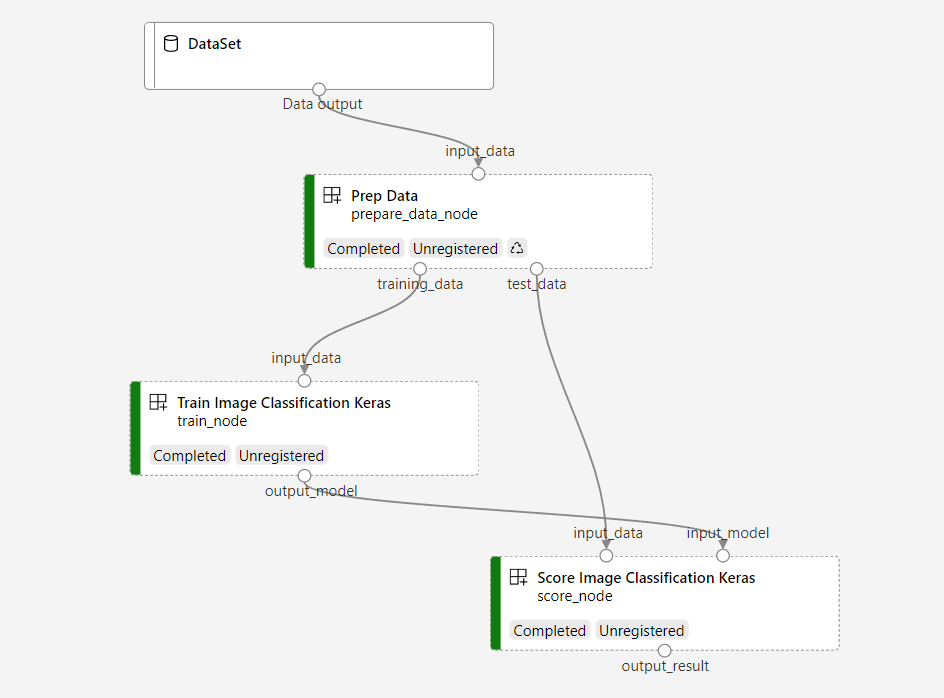 DataSet
Data output
input_data
Prep Data
prepare_data_node
Completed Unregistered
training_data test_data
input_data
Train Image Classification Keras
train_node
Completed Unregistered
output_model
input_data input_model
Score Image Classification Keras
score_node
Completed Unregistered
output_result